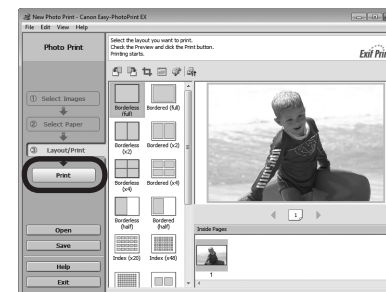 New Photo Print - Canon Easy-PhotoPrint EX
File Edit View Help
Photo Print
Select the layout you want to print.
Check the Preview and click the Print button.
Printing starts.
Exif Prin
① Select Images
② Select Paper
③ Layout/Print
Print
Open
Save
Help
Exit
Borderless (full)
Bordered (full)
Borderless (x2)
Bordered (x2)
Borderless (x4)
Bordered (x4)
Borderless (half)
Bordered (half)
Index (x20)
Index (x48)
1
Inside Pages
1